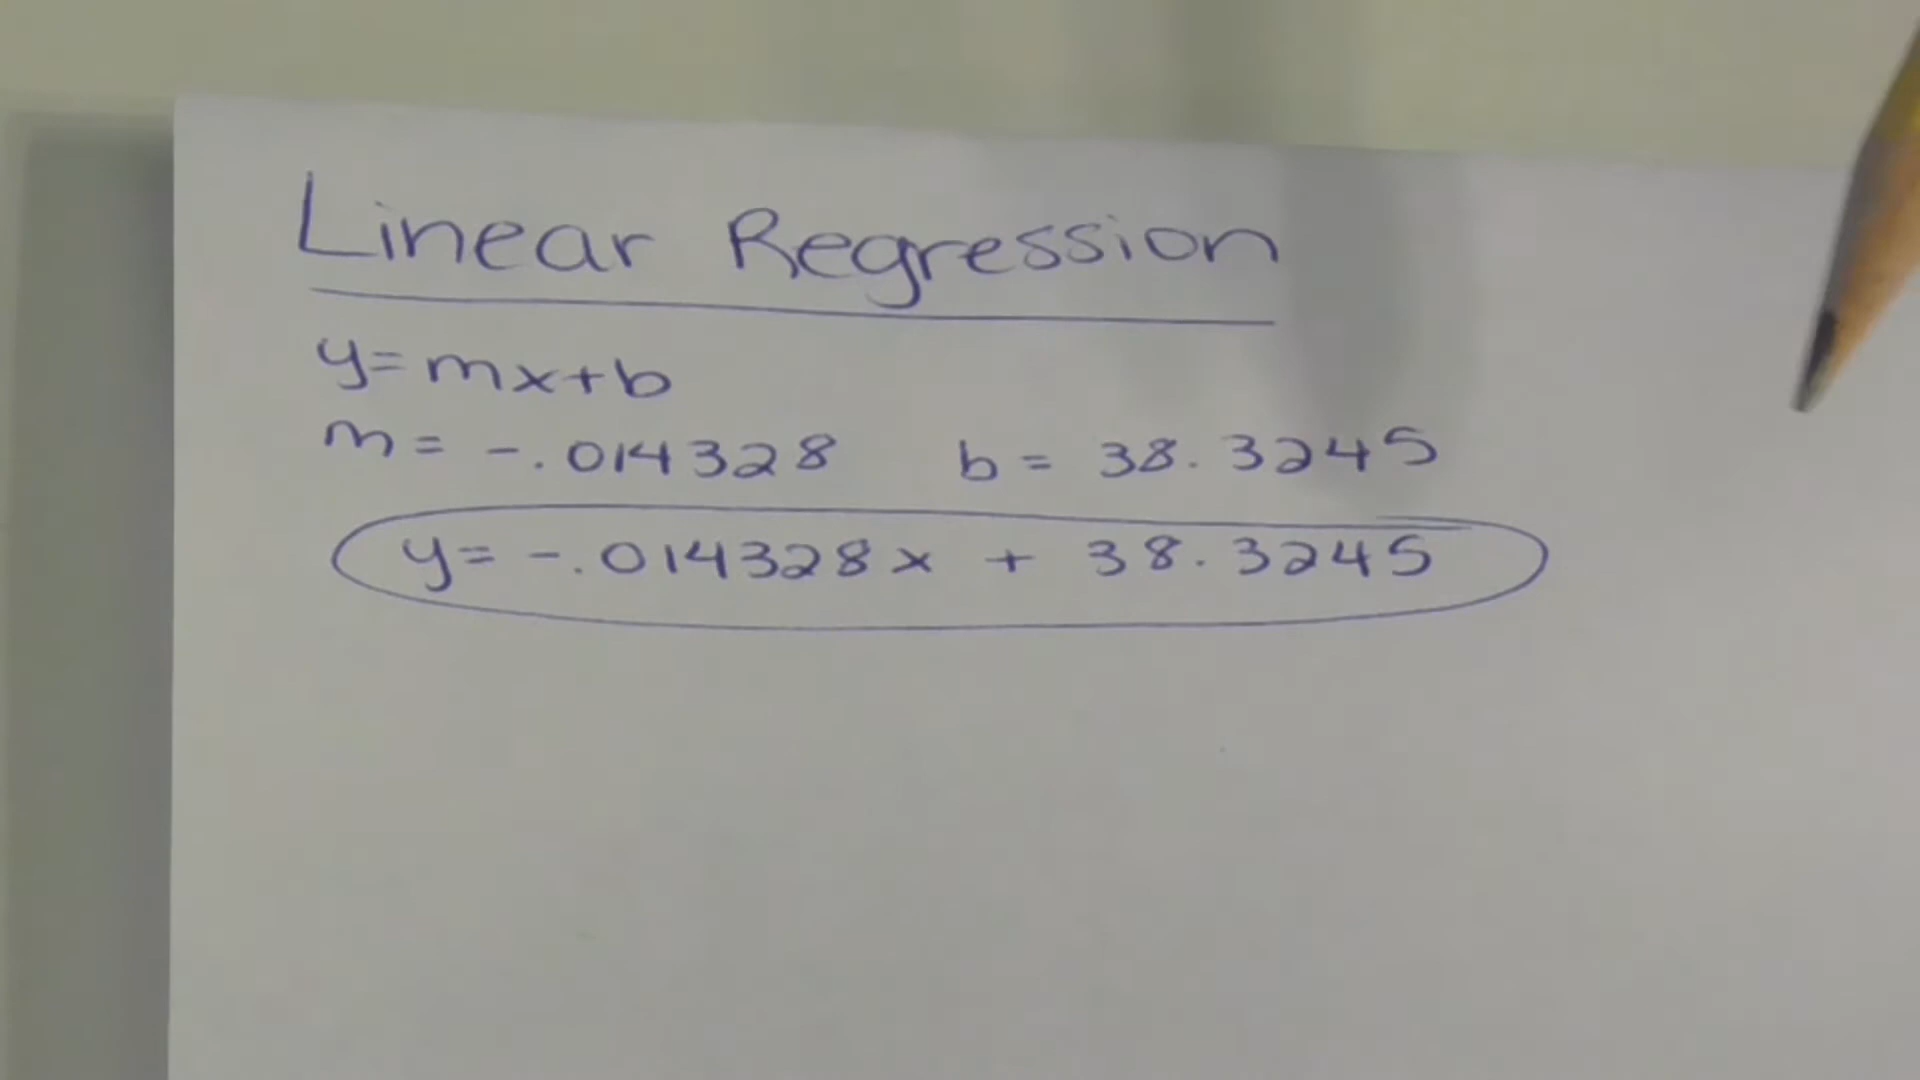 Linear Regression
y=mx+b
m= -.014328 b= 38.3245
y= -.014328x + 38.3245